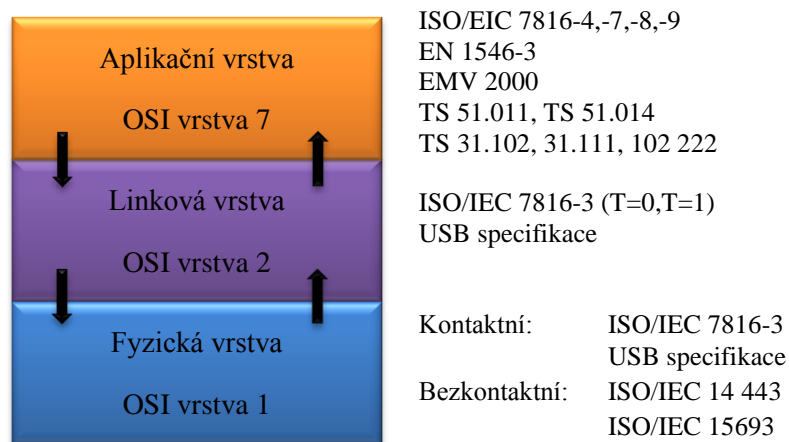 Aplikační vrstva
OSI vrstva 7
ISO/EIC 7816-4,-7,-8,-9
EN 1546-3
EMV 2000
TS 51.011, TS 51.014
TS 31.102, 31.111, 102 222
Linková vrstva
OSI vrstva 2
ISO/IEC 7816-3 (T=0,T=1)
USB specifikace
Fyzická vrstva
OSI vrstva 1
Kontaktní: ISO/IEC 7816-3
USB specifikace
Bezkontaktní: ISO/IEC 14 443
ISO/IEC 15693